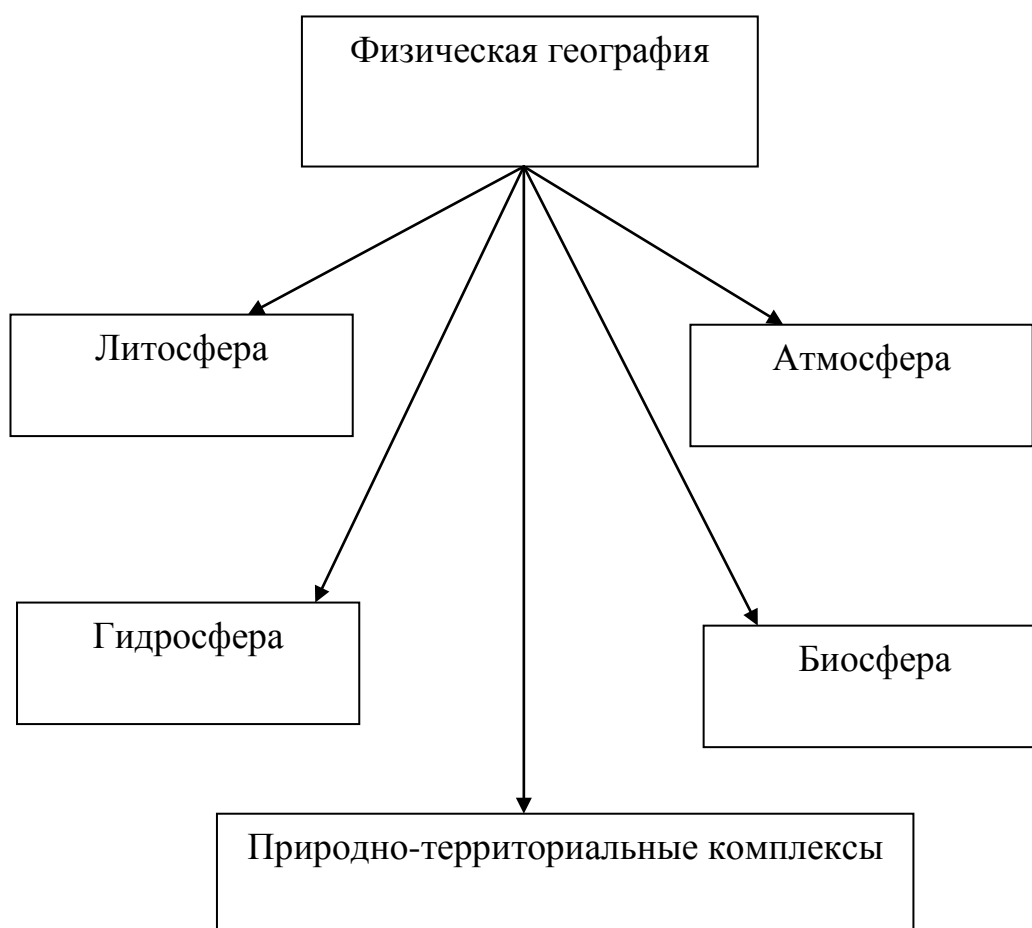 Физическая география
Литосфера
Атмосфера
Гидросфера
Биосфера
Природно-территориальные комплексы